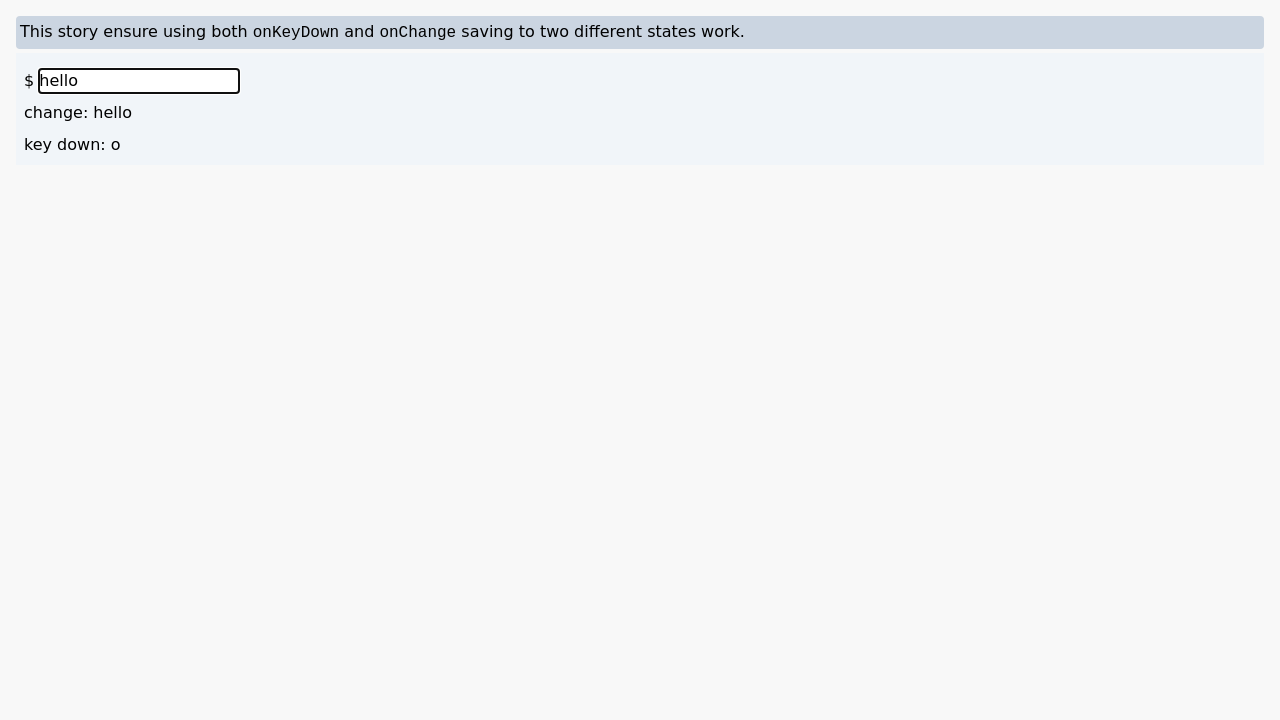 This story ensure using both onKeyDown and onChange saving to two different states work.
$ hello
change: hello
key down: o